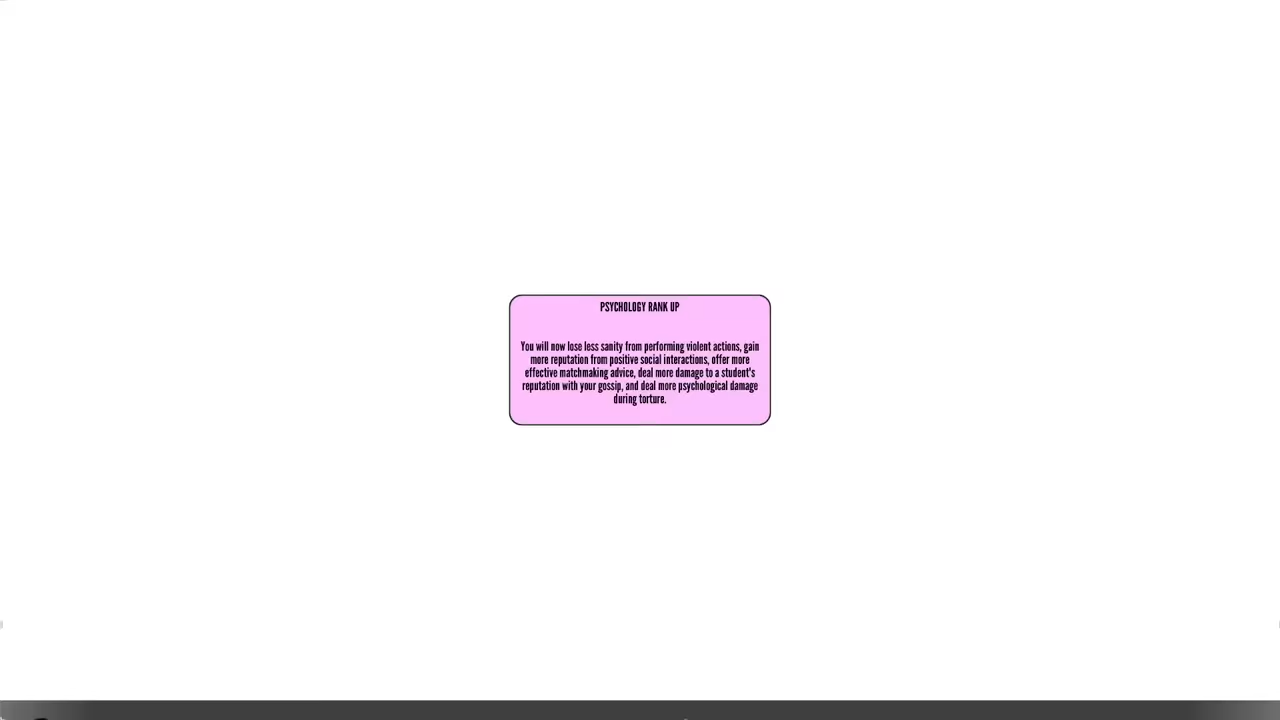 PSYCHOLOGY RANK UP
You will now lose less sanity from performing violent actions, gain
more reputation from positive social interactions, offer more
effective matchmaking advice, deal more damage to a student's
reputation with your gossip, and deal more psychological damage
during torture.